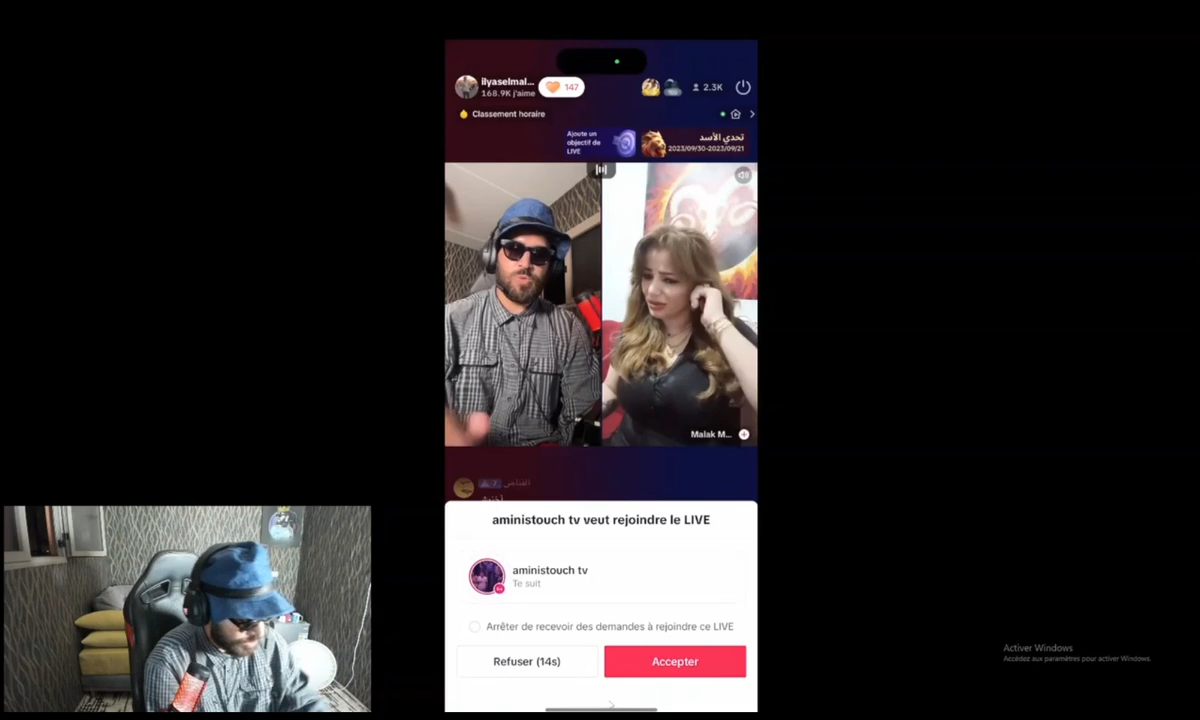 ilyaselmal...
168.9K j'aime
147
2.3K
Classement horaire
Ajoute un
objectif de
LIVE
تحدي الأسد
2023/09/30-2023/09/21
Malak M...
7
القناص
aministouch tv veut rejoindre le LIVE
aministouch tv
Te suit
Arrêter de recevoir des demandes à rejoindre ce LIVE
Refuser (14s)
Accepter
Activer Windows
Accédez aux paramètres pour activer Windows.